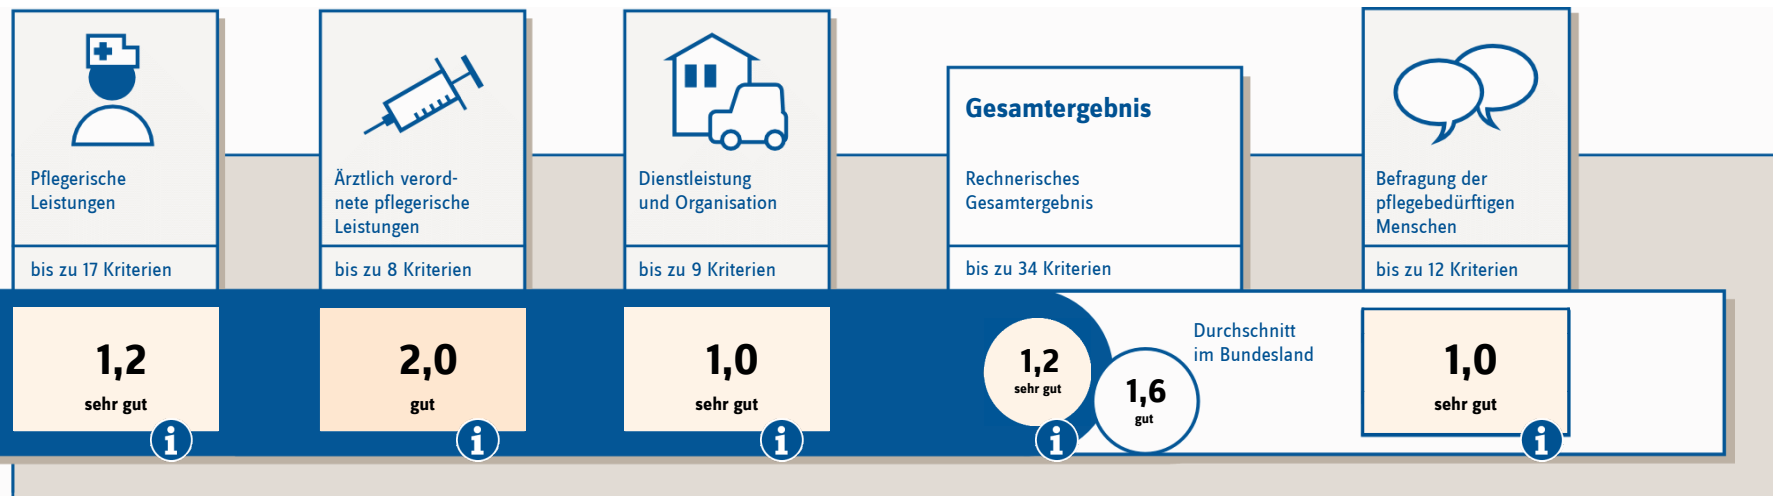 Pflegerische
Leistungen
bis zu 17 Kriterien
1,2
sehr gut
i
Ärztlich verord-
nete pflegerische
Leistungen
bis zu 8 Kriterien
2,0
gut
i
Dienstleistung
und Organisation
bis zu 9 Kriterien
1,0
sehr gut
i
Gesamtergebnis
Rechnerisches
Gesamtergebnis
bis zu 34 Kriterien
1,2
sehr gut
i
1,6
gut
Durchschnitt
im Bundesland
Befragung der
pflegebedürftigen
Menschen
bis zu 12 Kriterien
1,0
sehr gut
i